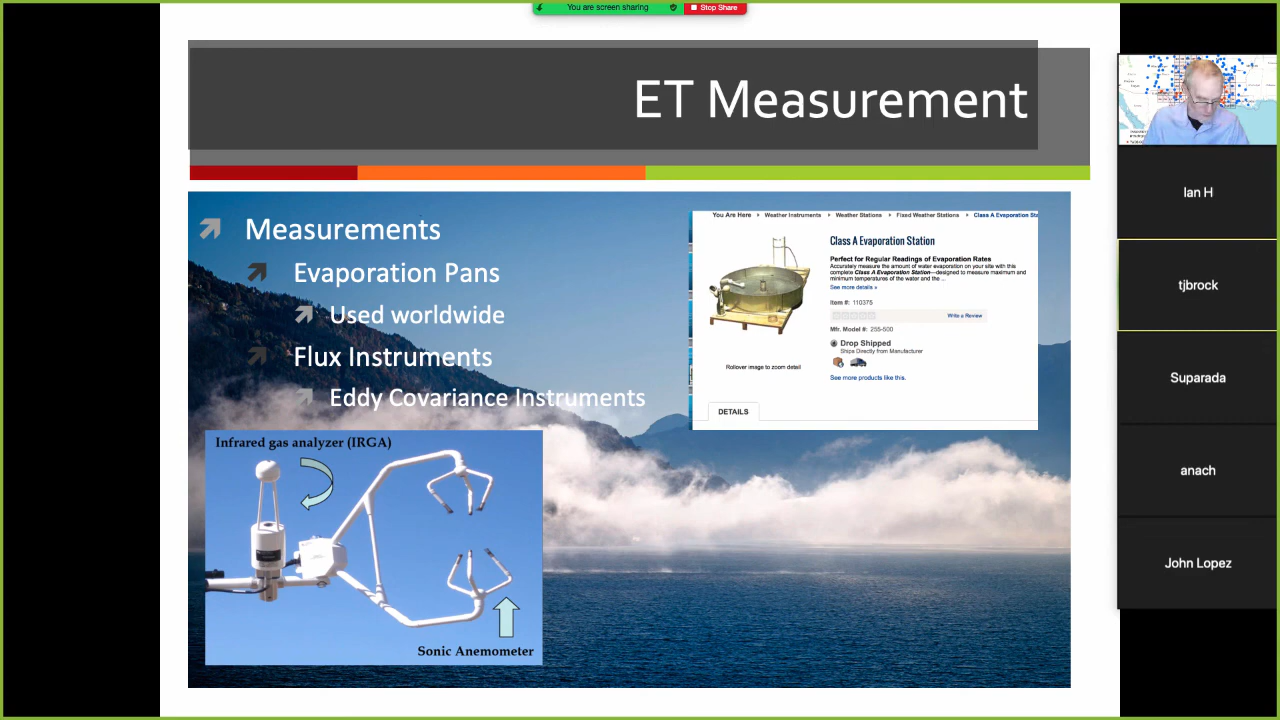 You are screen sharing
Stop Share
ET Measurement
Measurements
Evaporation Pans
Used worldwide
Flux Instruments
Eddy Covariance Instruments
You Are Here
Weather Instruments
Weather Stations
Fixed Weather Stations
Class A Evaporation Sta
Class A Evaporation Station
Perfect for Regular Readings of Evaporation Rates
Accurately measure the amount of water evaporation on your site with this
complete Class A Evaporation Station—designed to measure maximum and
minimum temperatures of the water and the ...
See more details »
Item #: 110375
Write a Review
Mfr. Model #: 255-500
Drop Shipped
Ships Directly from Manufacturer
See more products like this.
Rollover image to zoom detail
DETAILS
Infrared gas analyzer (IRGA)
Sonic Anemometer
Ian H
tjbrock
Suparada
anach
John Lopez